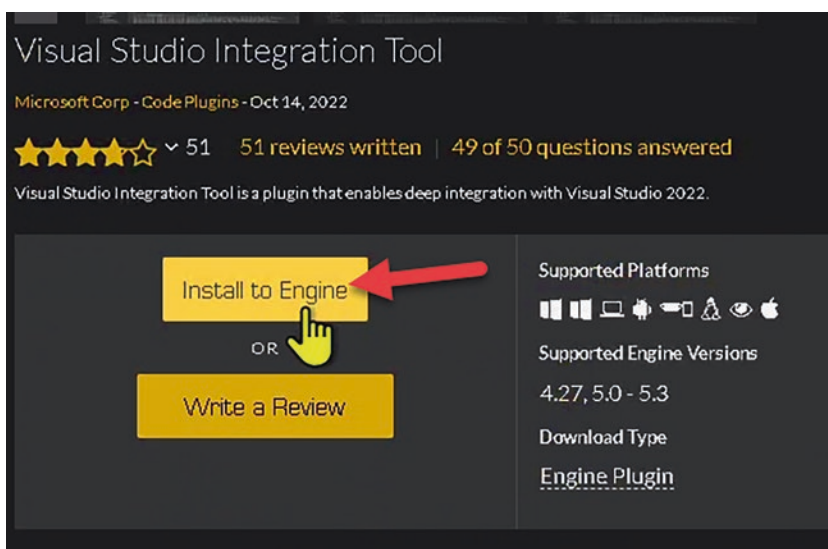 Visual Studio Integration Tool
Microsoft Corp - Code Plugins - Oct 14, 2022
51 51 reviews written | 49 of 50 questions answered
Visual Studio Integration Tool is a plugin that enables deep integration with Visual Studio 2022.
Install to Engine
OR
Write a Review
Supported Platforms
Supported Engine Versions
4.27, 5.0 - 5.3
Download Type
Engine Plugin